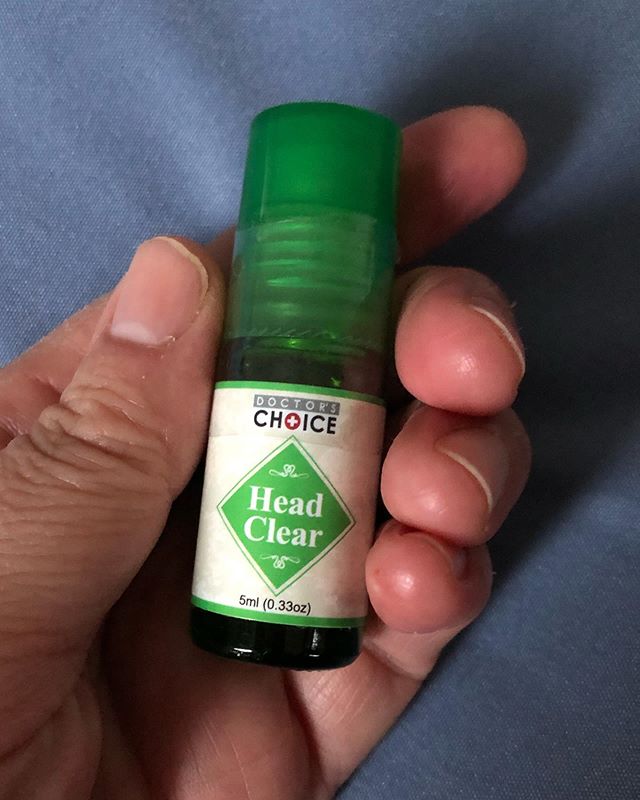 DOCTOR'S
CHOICE
Head
Clear
5ml (0.33oz)